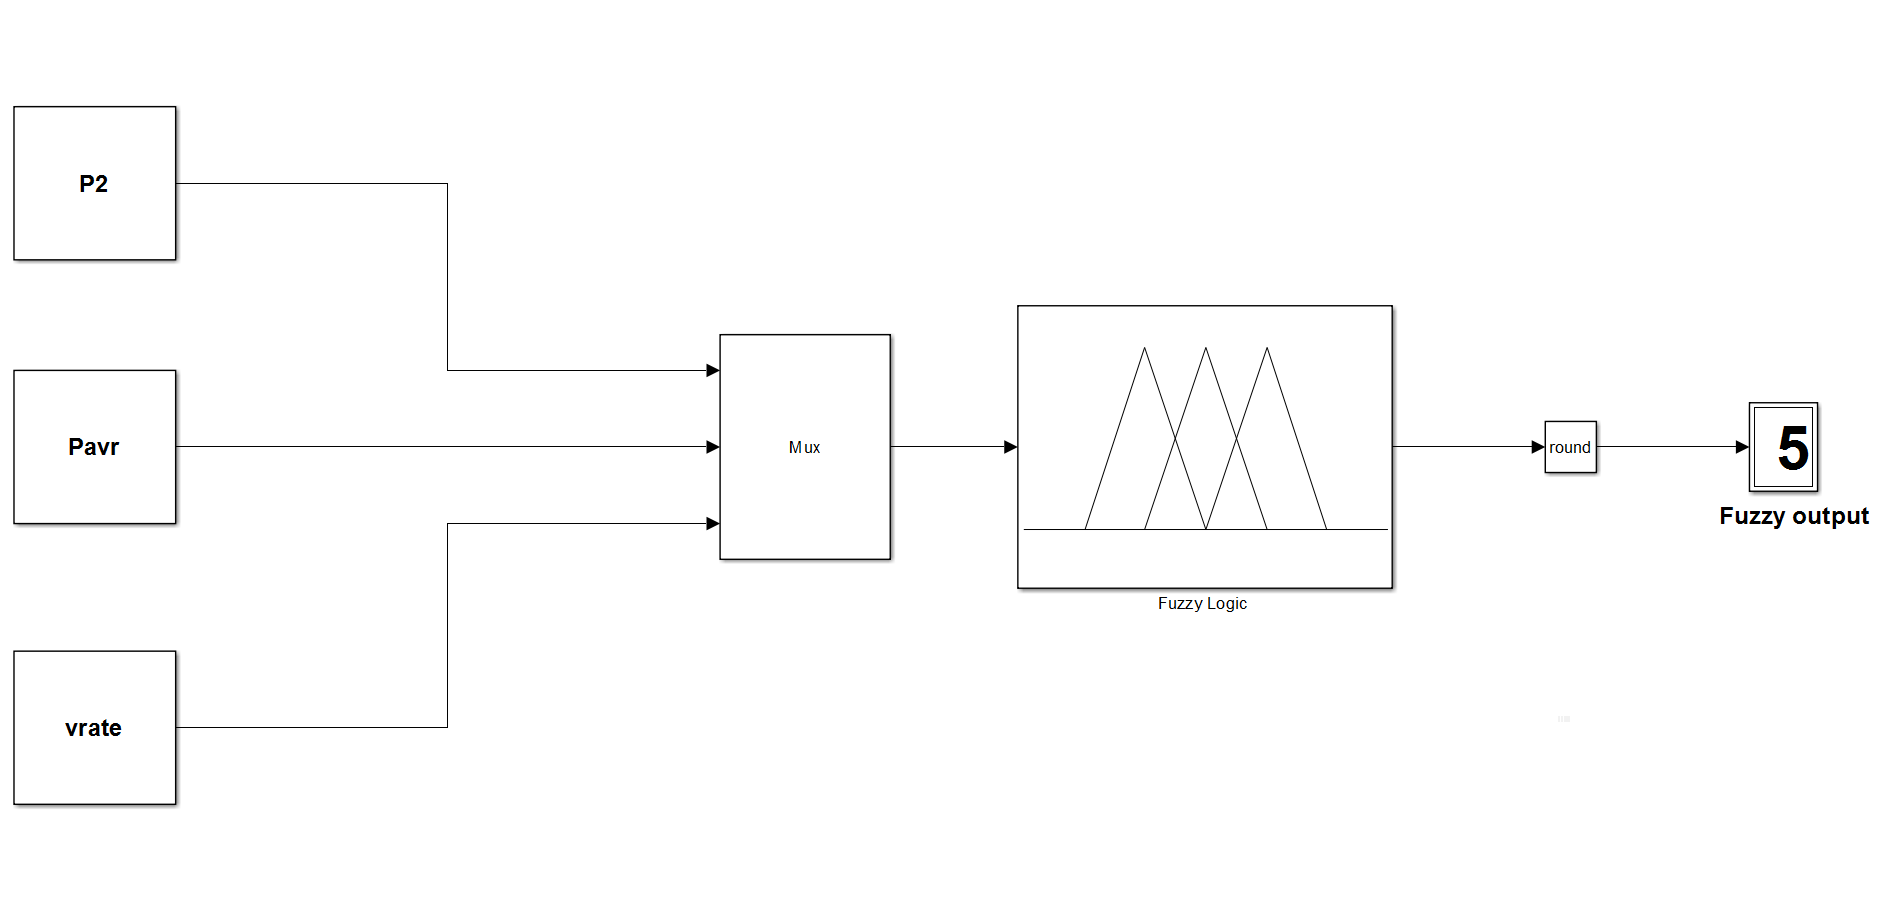 P2
Pavr
vrate
Mux
Fuzzy Logic
round
5
Fuzzy output